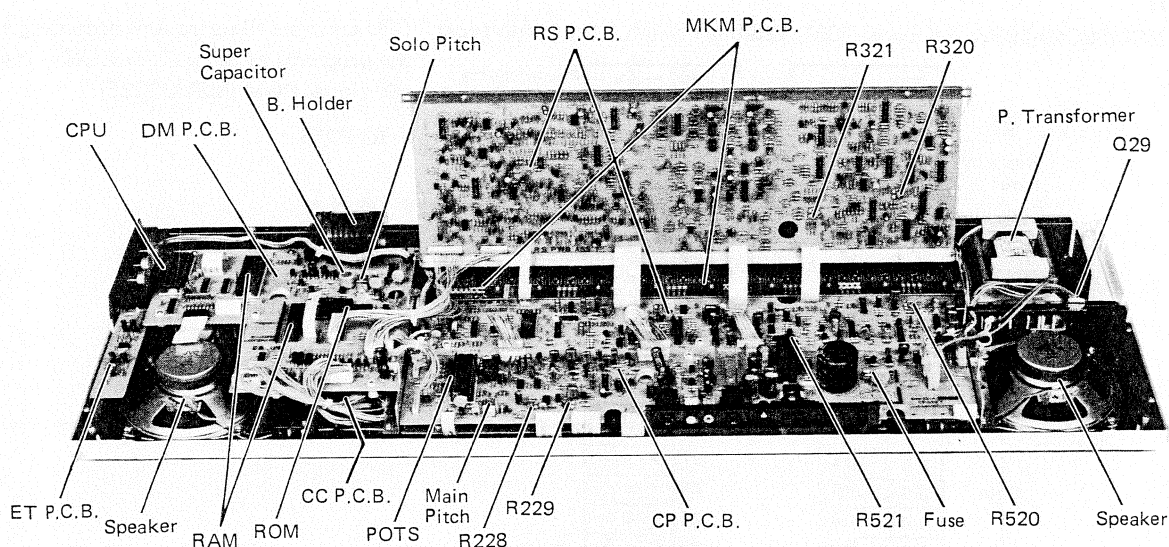 RS P.C.B.
MKM P.C.B.
Super
Capacitor
Solo Pitch
R321
R320
B. Holder
CPU
DM P.C.B.
P. Transformer
Q29
ET P.C.B.
Speaker
RAM
ROM
CC P.C.B.
POTS
Main
Pitch
R228
R229
CP P.C.B.
R521
Fuse
R520
Speaker